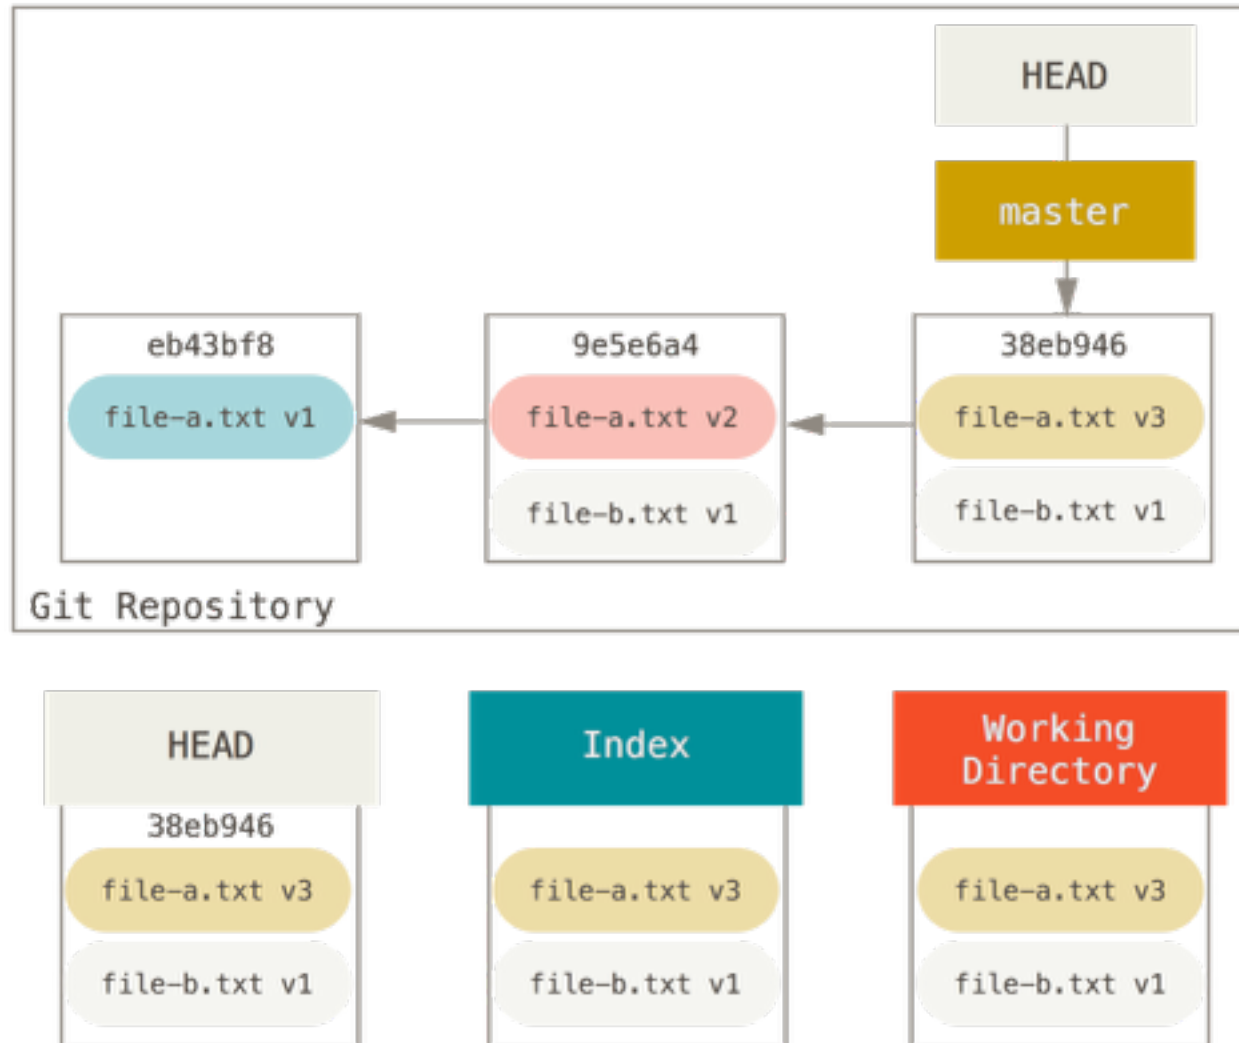 HEAD
master
eb43bf8
9e5e6a4
38eb946
file-a.txt v1
file-a.txt v2
file-a.txt v3
file-b.txt v1
file-b.txt v1
Git Repository
HEAD
Index
Working
Directory
38eb946
file-a.txt v3
file-a.txt v3
file-a.txt v3
file-b.txt v1
file-b.txt v1
file-b.txt v1